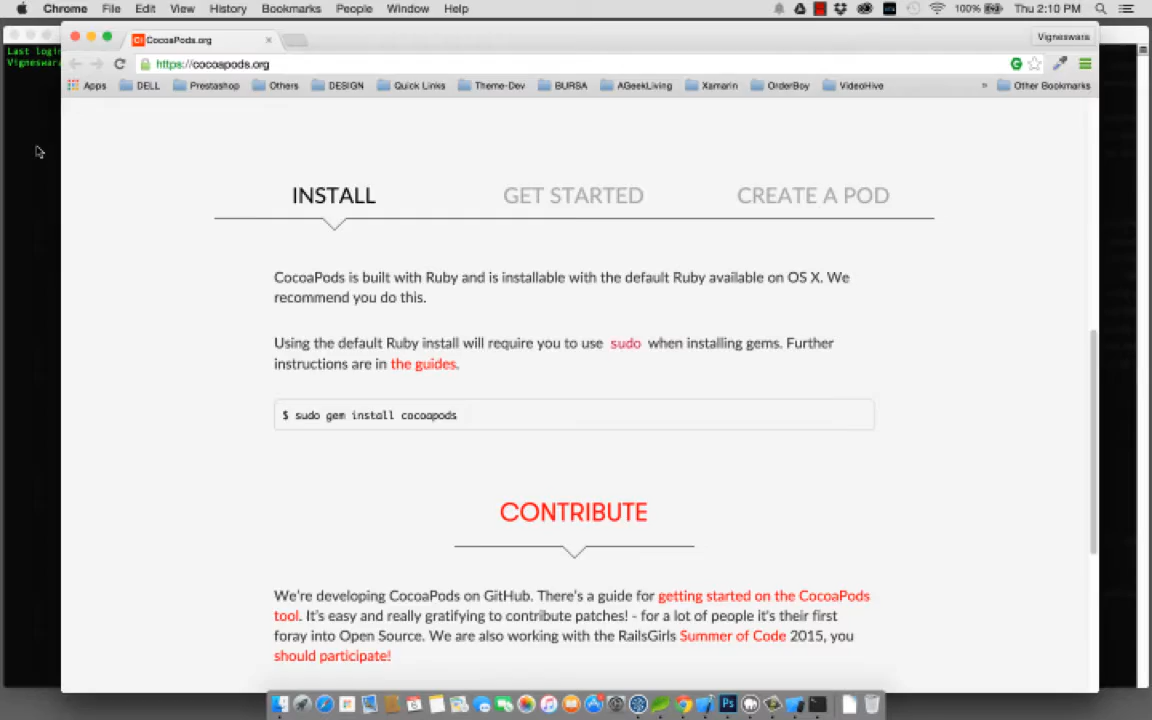 Chrome File Edit View History Bookmarks People Window Help 100% Thu 2:10 PM
Last login
Vigneswara
CocoaPods.org
Vigneswara
https://cocoapods.org
Apps DELL Prestashop Others DESIGN Quick Links Theme-Dev BURSA AGeekLiving Xamarin OrderBoy VideoHive » Other Bookmarks
INSTALL GET STARTED CREATE A POD
CocoaPods is built with Ruby and is installable with the default Ruby available on OS X. We
recommend you do this.
Using the default Ruby install will require you to use sudo when installing gems. Further
instructions are in the guides.
$ sudo gem install cocoapods
CONTRIBUTE
We're developing CocoaPods on GitHub. There's a guide for getting started on the CocoaPods
tool. It's easy and really gratifying to contribute patches! - for a lot of people it's their first
foray into Open Source. We are also working with the RailsGirls Summer of Code 2015, you
should participate!
Ps